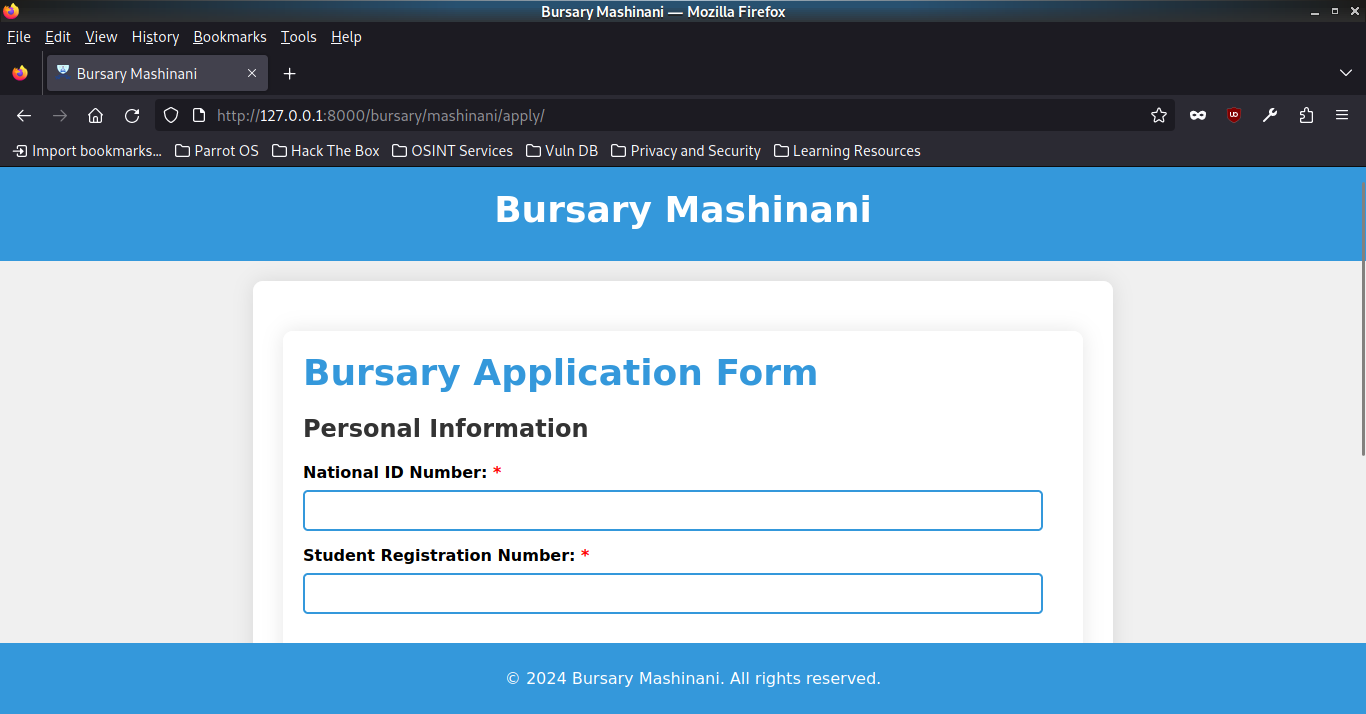 Bursary Mashinani — Mozilla Firefox
File Edit View History Bookmarks Tools Help
Bursary Mashinani
http://127.0.0.1:8000/bursary/mashinani/apply/
Import bookmarks... Parrot OS Hack The Box OSINT Services Vuln DB Privacy and Security Learning Resources
Bursary Mashinani
Bursary Application Form
Personal Information
National ID Number: *
Student Registration Number: *
© 2024 Bursary Mashinani. All rights reserved.